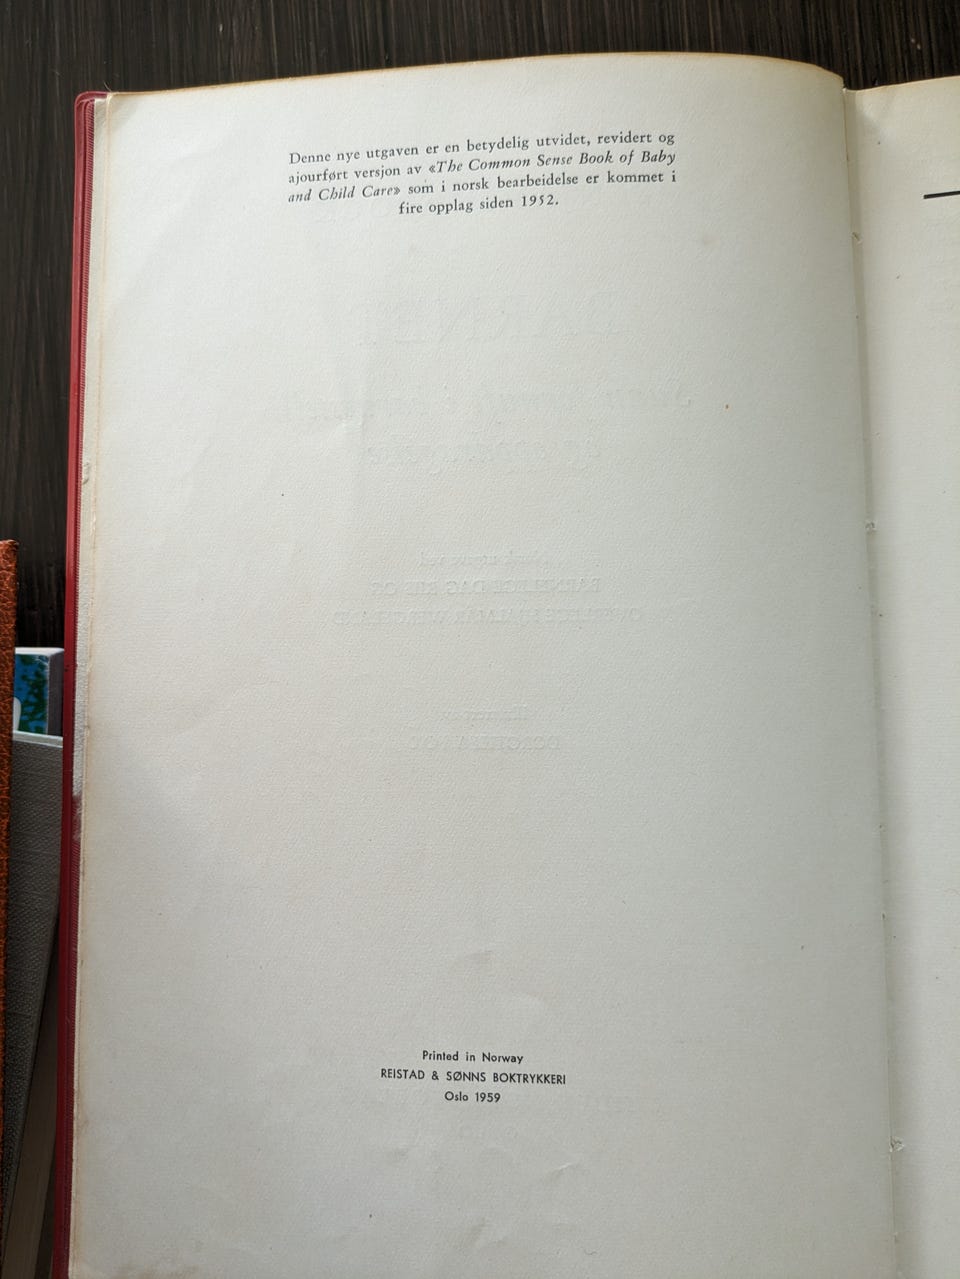 Denne nye utgaven er en betydelig utvidet, revidert og
ajourført versjon av «The Common Sense Book of Baby
and Child Care» som i norsk bearbeidelse er kommet i
fire opplag siden 1952.
Printed in Norway
REISTAD & SØNNS BOKTRYKKERI
Oslo 1959